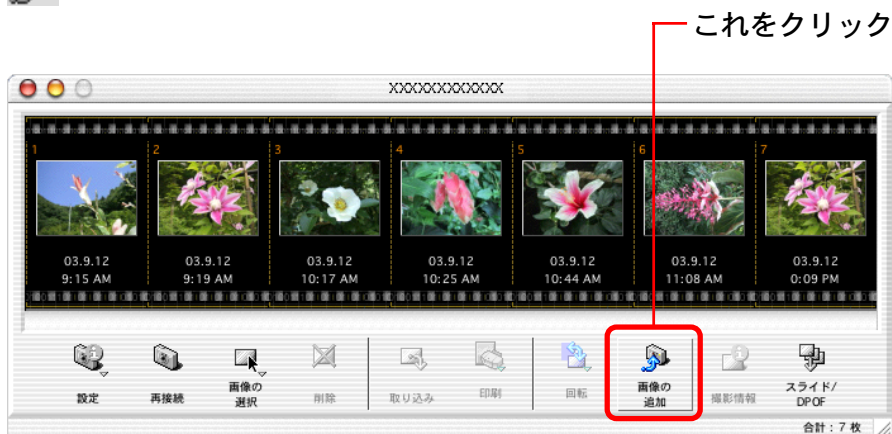 これをクリック
XXXXXXXXXXXX
1 2 3 4 5 6 7
03.9.12 03.9.12 03.9.12 03.9.12 03.9.12 03.9.12 03.9.12
9:15 AM 9:19 AM 10:17 AM 10:25 AM 10:44 AM 11:08 AM 0:09 PM
設定 再接続 画像の 選択 削除 取り込み 印刷 回転 画像の 追加 撮影情報 スライド/ DPOF
合計:7 枚